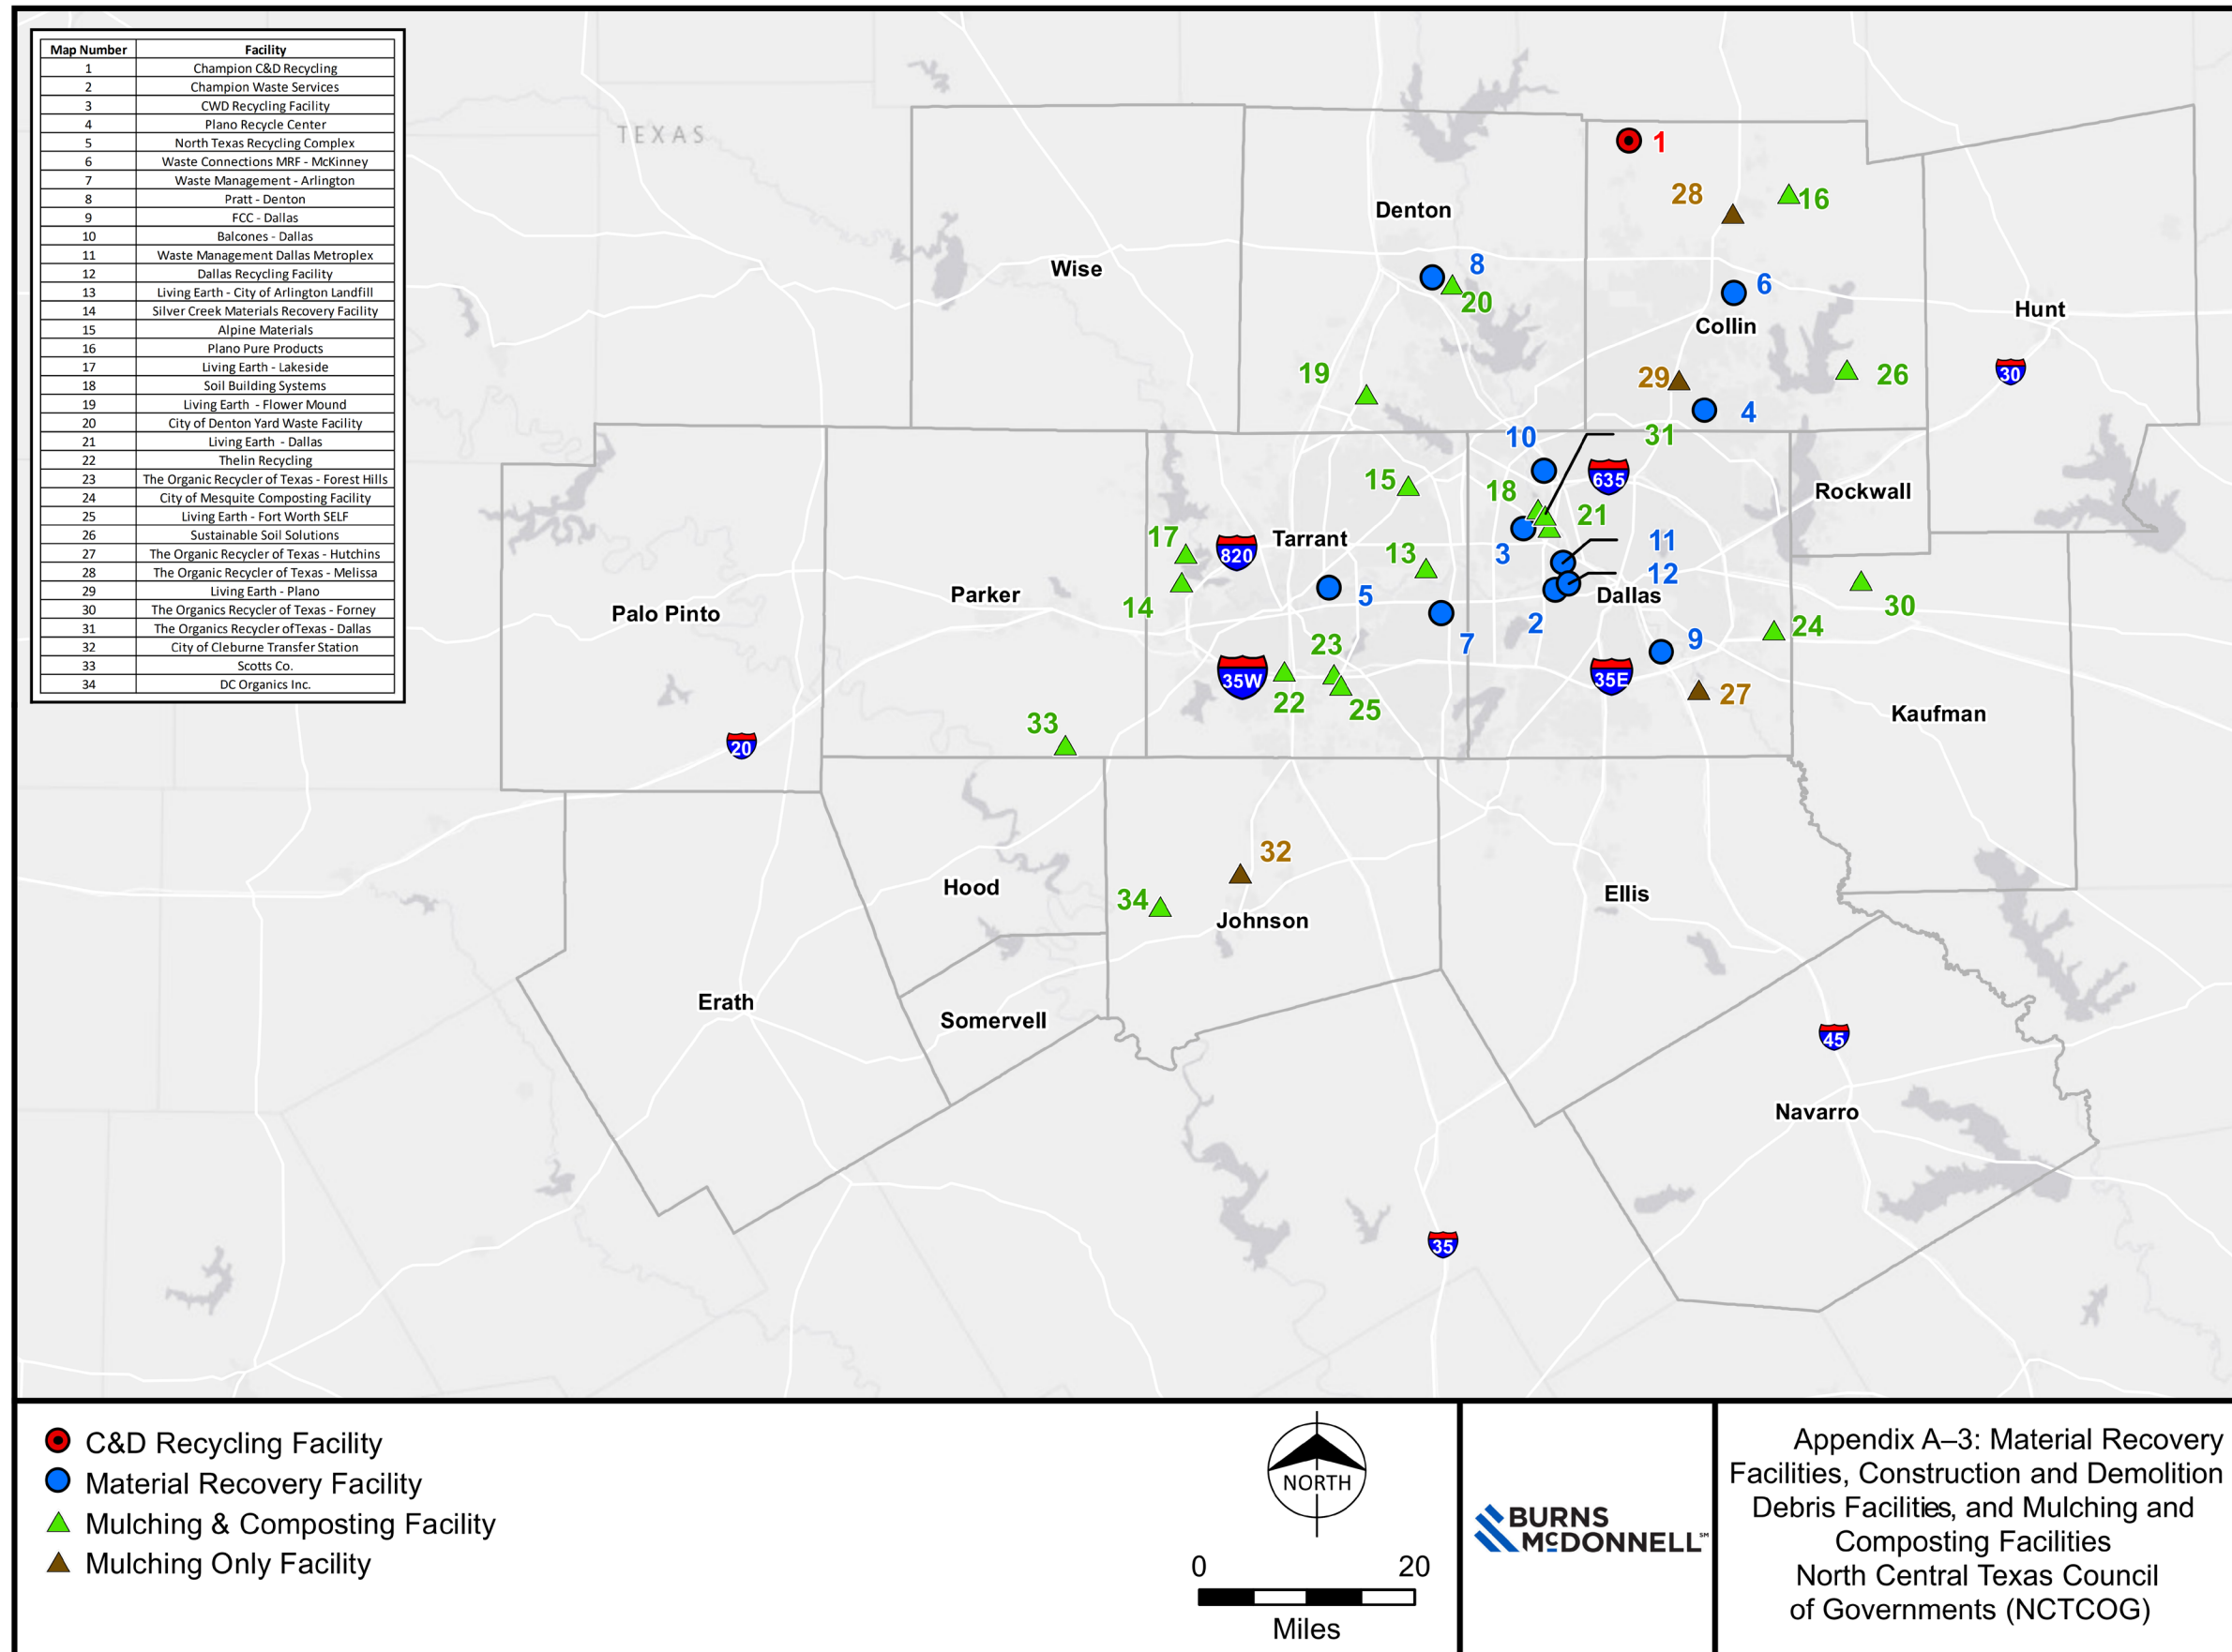 Map Number Facility
1 Champion C&D Recycling
2 Champion Waste Services
3 CWD Recycling Facility
4 Plano Recycle Center
5 North Texas Recycling Complex
6 Waste Connections MRF - McKinney
7 Waste Management - Arlington
8 Pratt - Denton
9 FCC - Dallas
10 Balcones - Dallas
11 Waste Management Dallas Metroplex
12 Dallas Recycling Facility
13 Living Earth - City of Arlington Landfill
14 Silver Creek Materials Recovery Facility
15 Alpine Materials
16 Plano Pure Products
17 Living Earth - Lakeside
18 Soil Building Systems
19 Living Earth  - Flower Mound
20 City of Denton Yard Waste Facility
21 Living Earth  - Dallas
22 Thelin Recycling
23 The Organic Recycler of Texas - Forest Hills
24 City of Mesquite Composting Facility
25 Living Earth - Fort Worth SELF
26 Sustainable Soil Solutions
27 The Organic Recycler of Texas - Hutchins
28 The Organic Recycler of Texas - Melissa
29 Living Earth - Plano
30 The Organics Recycler of Texas - Forney
31 The Organics Recycler ofTexas - Dallas
32 City of Cleburne Transfer Station
33 Scotts Co.
34 DC Organics Inc.
TEXAS
1
28
16
Denton
8
Wise
6
20
Hunt
Collin
19
29
26
30
4
10
31
15
635
18
Rockwall
21
17
Tarrant
820
13
3
11
12
5
Parker
Dallas
14
30
Palo Pinto
2
24
23
7
9
35W
35E
22
25
27
33
Kaufman
20
32
Hood
34
Ellis
Johnson
Erath
Somervell
45
Navarro
35
C&D Recycling Facility
Material Recovery Facility
Mulching & Composting Facility
Mulching Only Facility
NORTH
0 20
Miles
BURNS
McDONNELL SM
Appendix A–3: Material Recovery
Facilities, Construction and Demolition
Debris Facilities, and Mulching and
Composting Facilities
North Central Texas Council
of Governments (NCTCOG)